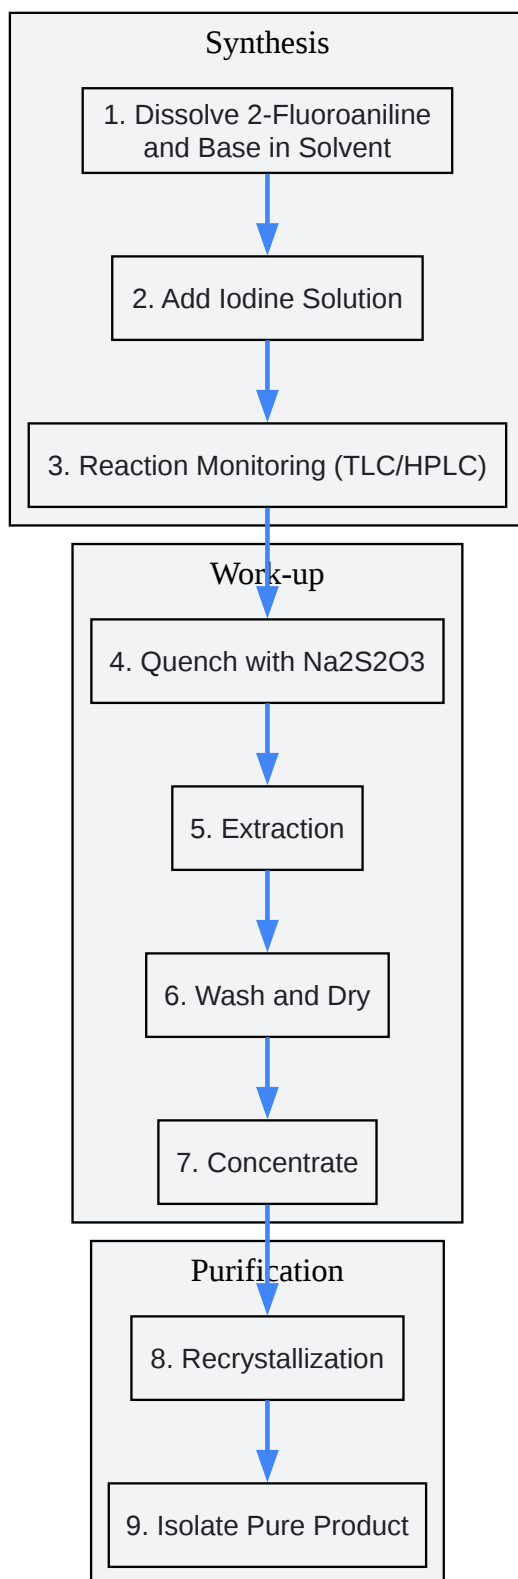 Synthesis
1. Dissolve 2-Fluoroaniline
and Base in Solvent
2. Add Iodine Solution
3. Reaction Monitoring (TLC/HPLC)
Work-up
4. Quench with Na2S2O3
5. Extraction
6. Wash and Dry
7. Concentrate
Purification
8. Recrystallization
9. Isolate Pure Product